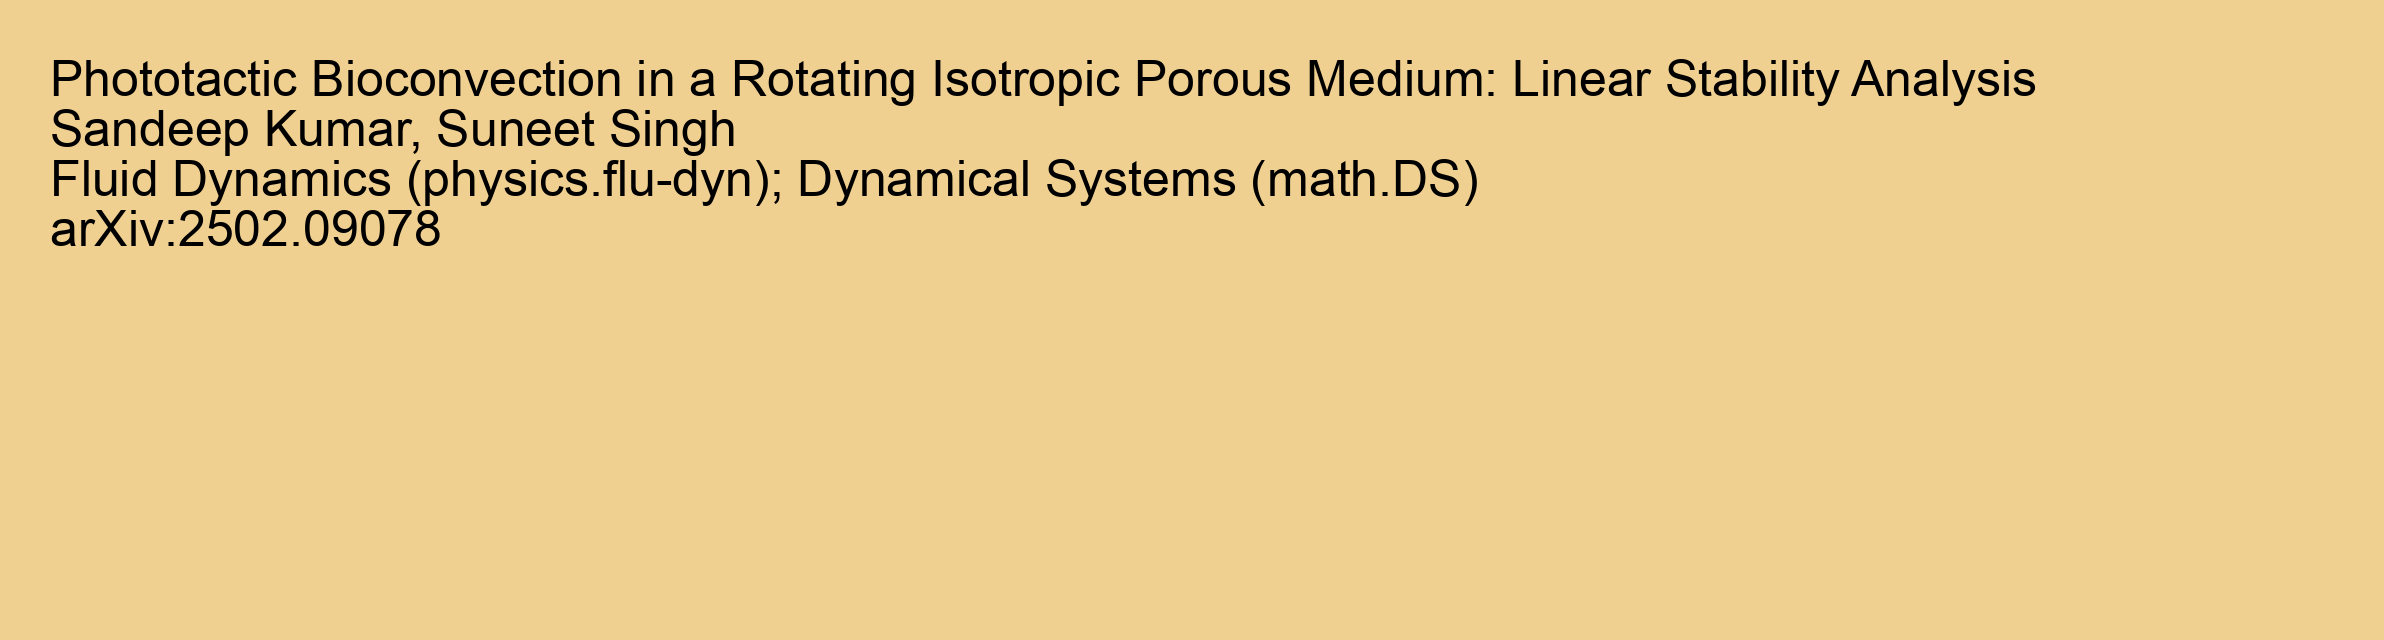 Phototactic Bioconvection in a Rotating Isotropic Porous Medium: Linear Stability Analysis
Sandeep Kumar, Suneet Singh
Fluid Dynamics (physics.flu-dyn); Dynamical Systems (math.DS)
arXiv:2502.09078